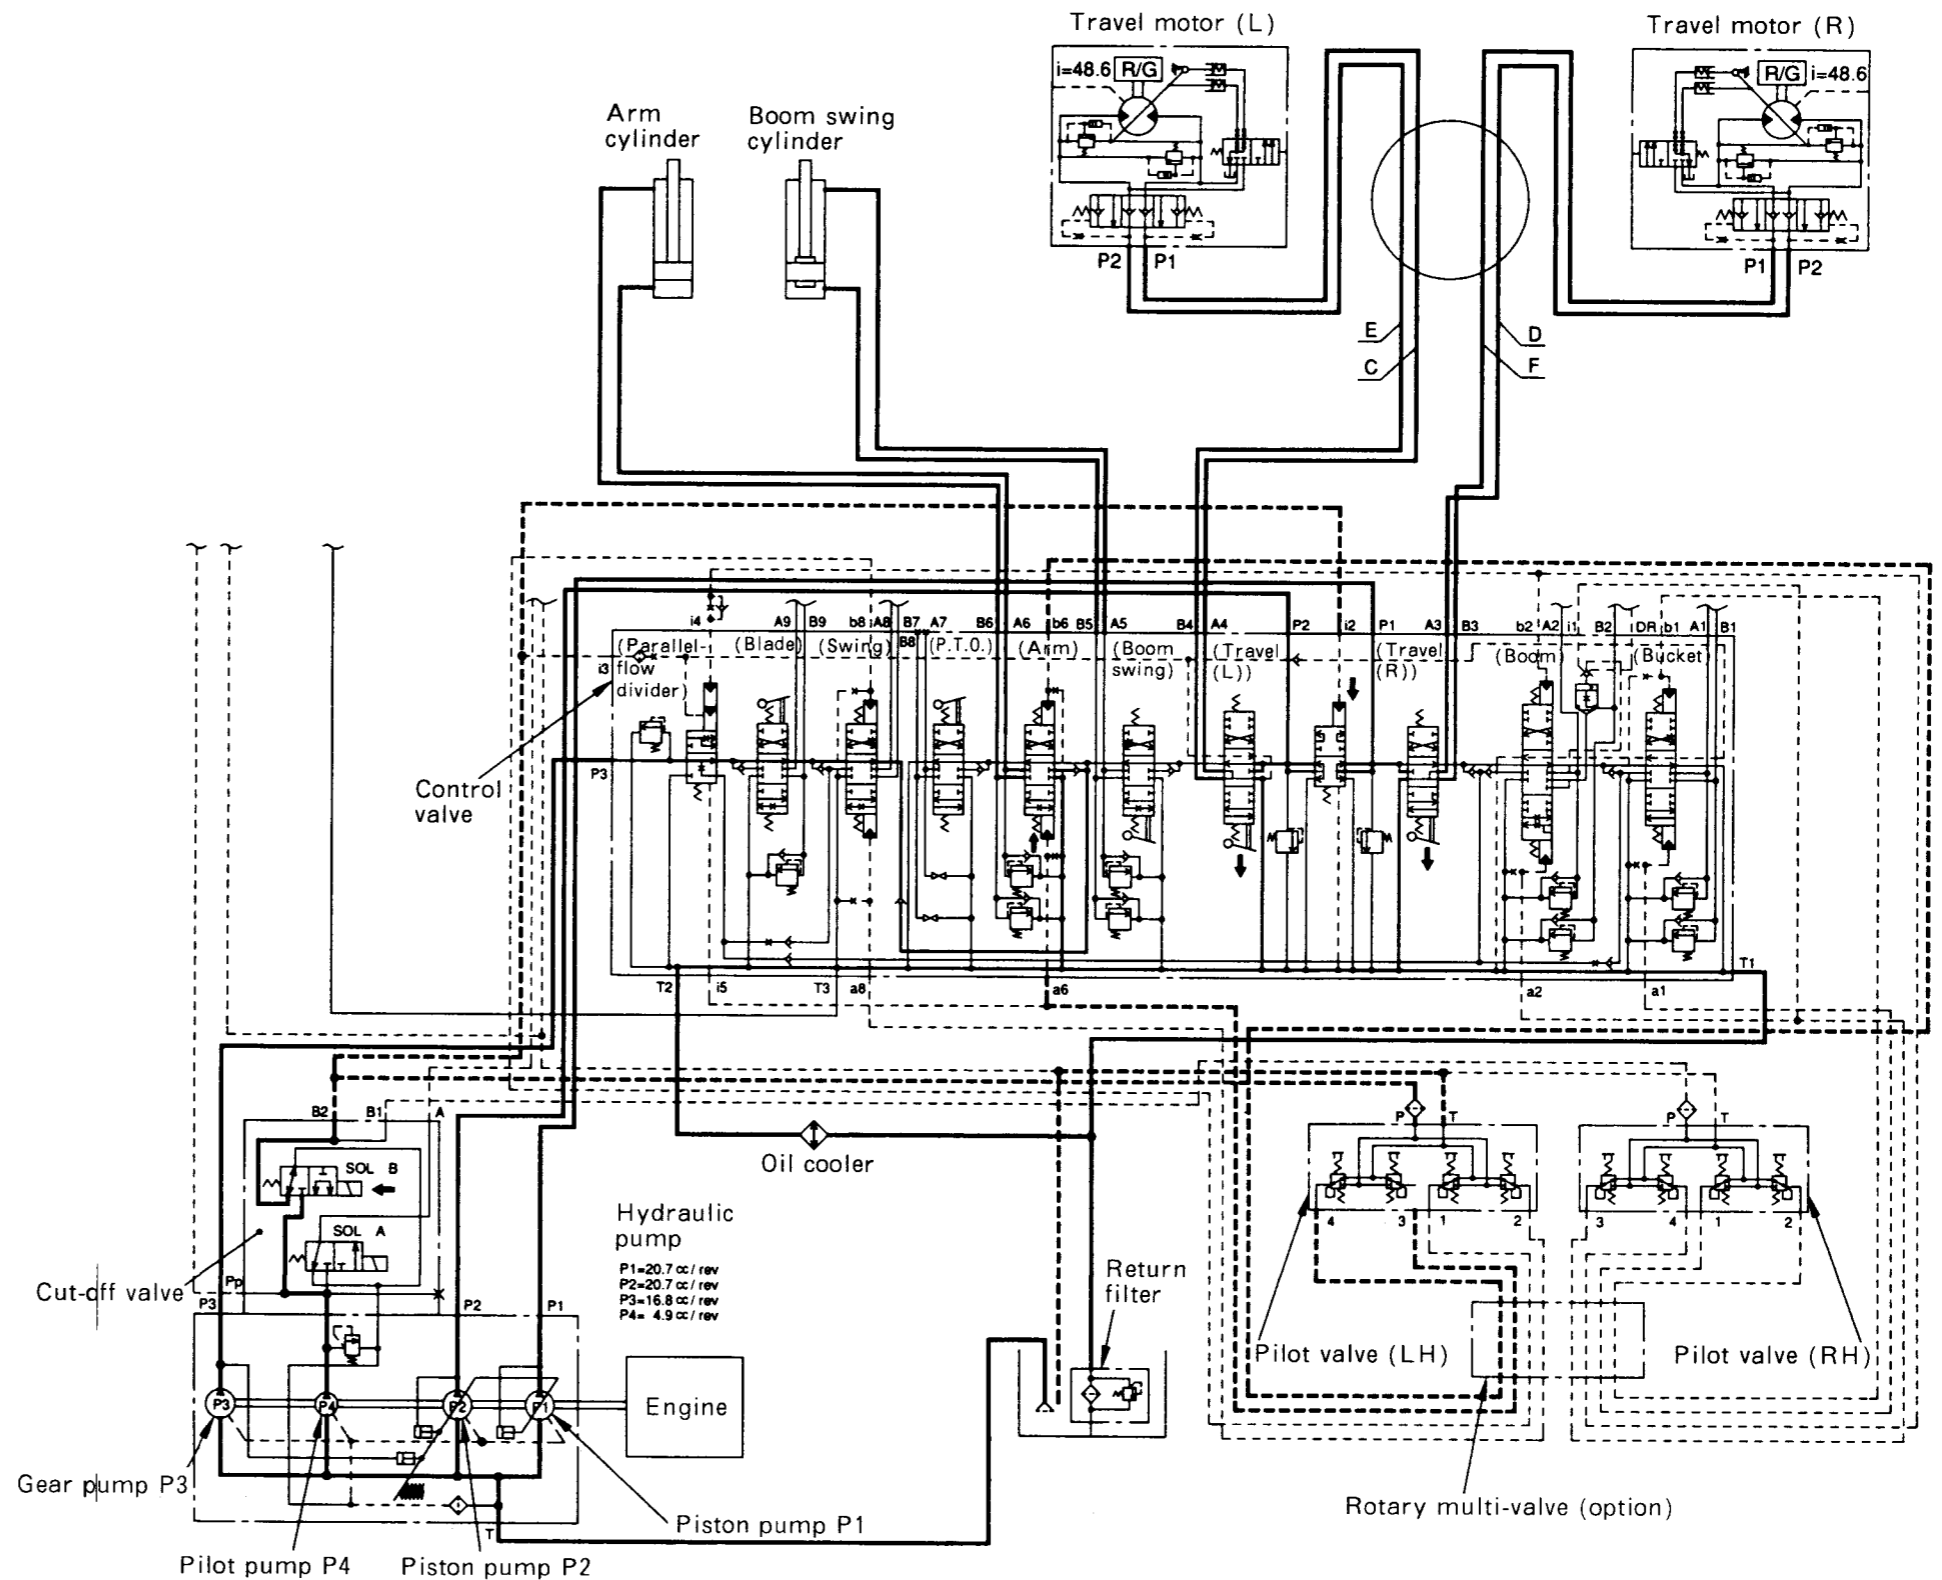 Travel motor (L)
Travel motor (R)
i=48.6 R/G
R/G i=48.6
Arm
cylinder
Boom swing
cylinder
P2 P1
P1 P2
E
C
D
F
i4 A9 B9 b8 A8 B7 A7 B6 A6 b6 B5 A5 B4 A4 P2 i2 P1 A3 B3 b2 A2 i1 B2 DR b1 A1 B1
B8
i3
(Parallel-
flow
divider)
(Blade)
(Swing)
(P.T.O.)
(Arm)
(Boom
swing)
(Travel
(L))
(Travel
(R))
(Boom)
(Bucket)
P3
Control
valve
T2 i5 T3 a8 a6 a2 a1 T1
B2 B1 A
SOL B
SOL A
Cut-off valve
Pp
P3 P2 P1
Oil cooler
Hydraulic
pump
P1=20.7 cc/rev
P2=20.7 cc/rev
P3=16.8 cc/rev
P4= 4.9 cc/rev
Return
filter
P T
T
4 3 1 2
3 4 1 2
Pilot valve (LH)
Pilot valve (RH)
P3 P4 P2 P1
Engine
Gear pump P3
Pilot pump P4
Piston pump P2
Piston pump P1
T
Rotary multi-valve (option)